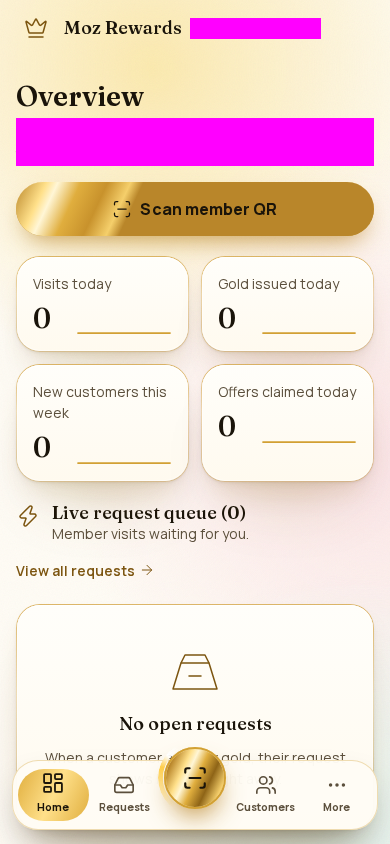 Moz Rewards
Overview
Scan member QR
Visits today
0
Gold issued today
0
New customers this
week
0
Offers claimed today
0
Live request queue (0)
Member visits waiting for you.
View all requests
No open requests
When a customer gold, their request
Home
Requests
Customers
More